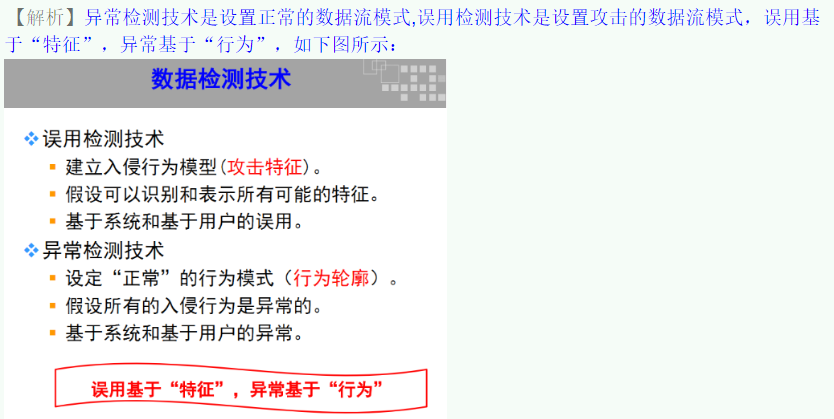 【解析】异常检测技术是设置正常的数据流模式,误用检测技术是设置攻击的数据流模式，误用基
于“特征”，异常基于“行为”，如下图所示：
数据检测技术
误用检测技术
建立入侵行为模型(攻击特征)。
假设可以识别和表示所有可能的特征。
基于系统和基于用户的误用。
异常检测技术
设定“正常”的行为模式（行为轮廓）。
假设所有的入侵行为是异常的。
基于系统和基于用户的异常。
误用基于“特征”，异常基于“行为”